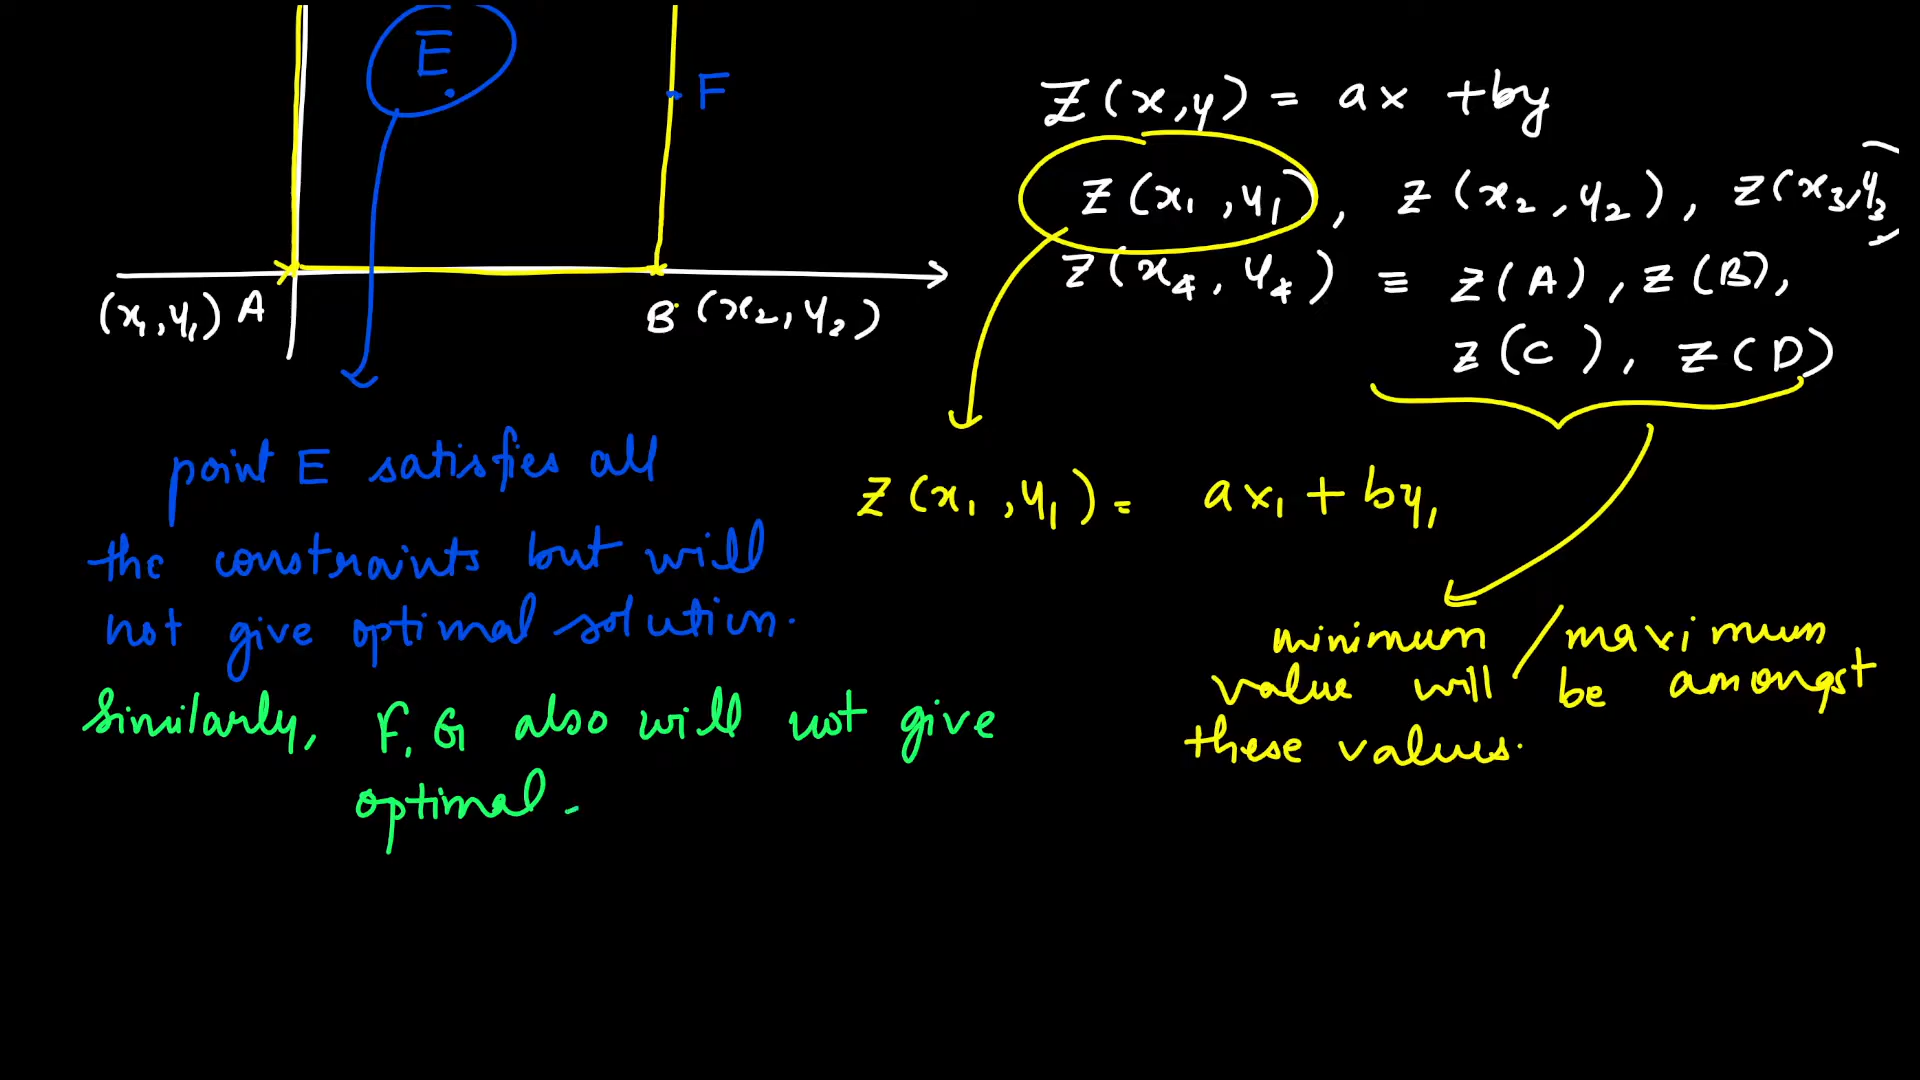 E
F
(x₁,y₁) A
B (x₂,y₂)
point E satisfies all
the constraints but will
not give optimal solution.
Similarly, F, G also will not give
optimal.
Z(x,y) = ax +by
Z(x₁,y₁), Z(x₂,y₂), Z(x₃,y₃)
Z(x₄,y₄) ≡ Z(A), Z(B),
Z(C), Z(D)
Z(x₁,y₁) = ax₁ + by₁
minimum / maximum
value will be amongst
these values.